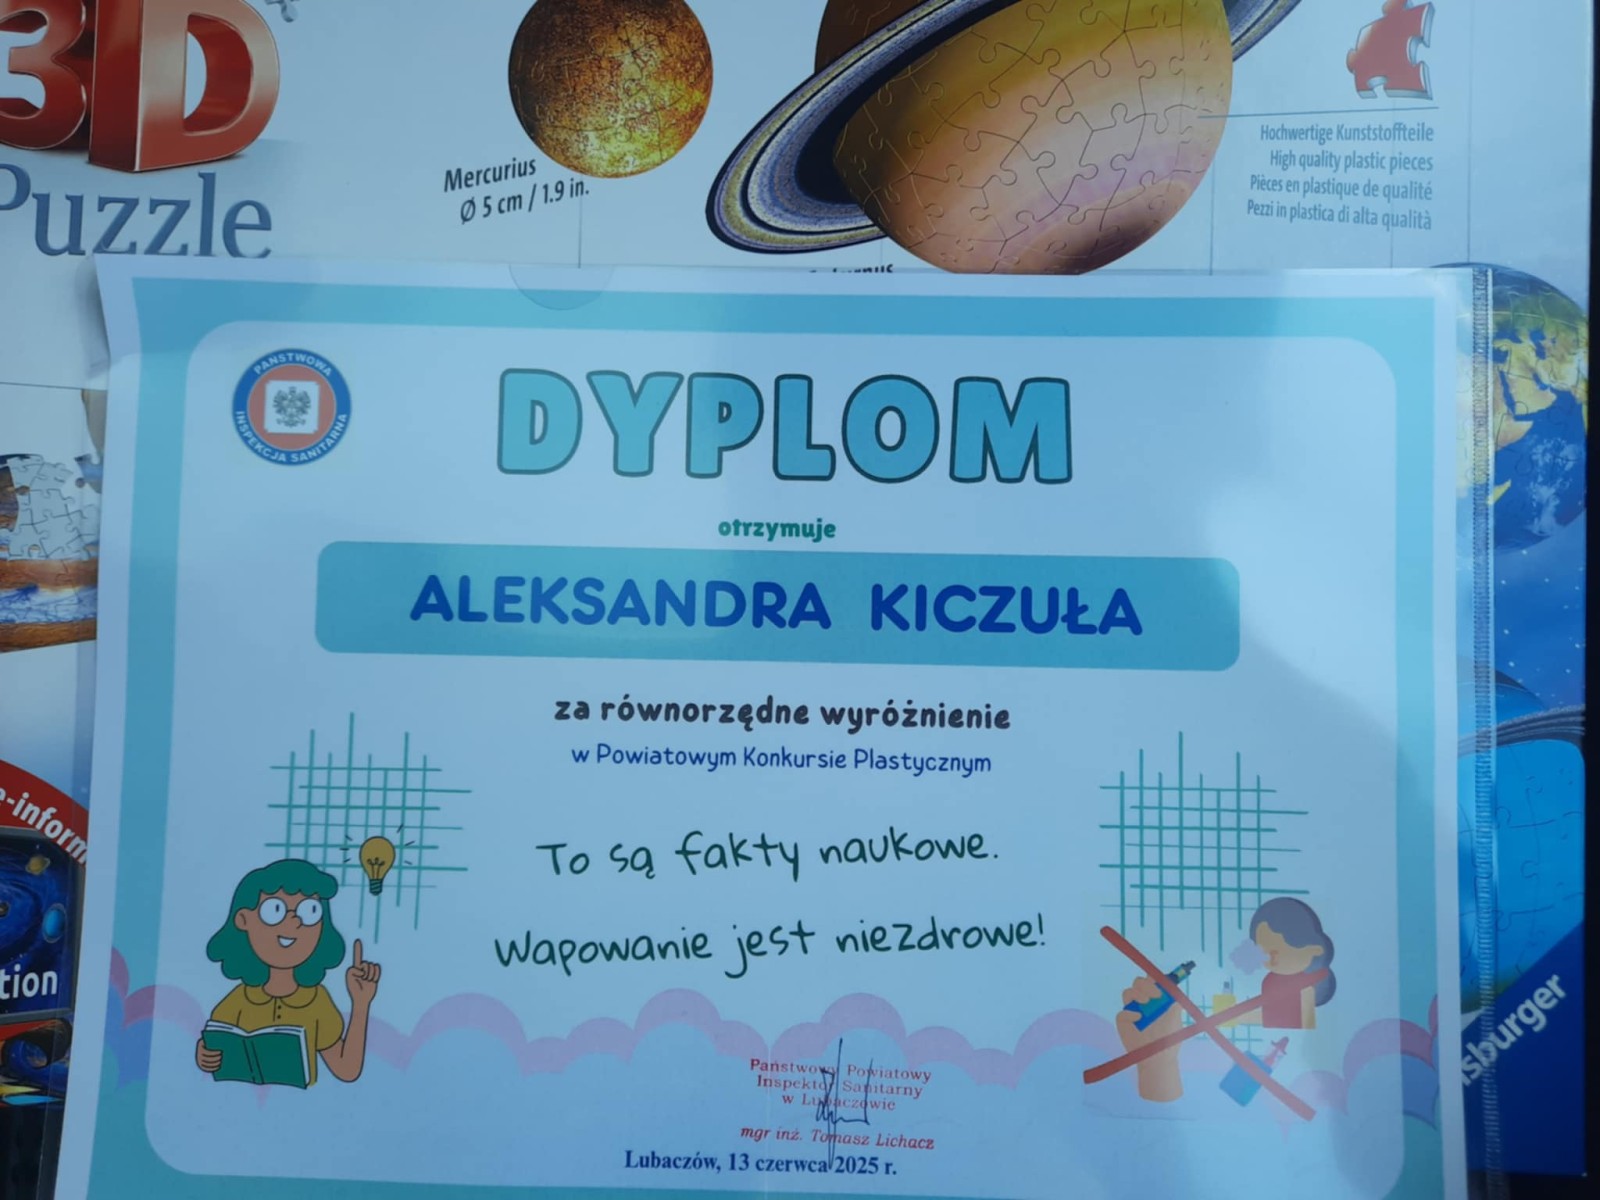 3D
Puzzle
Mercurius
Ø 5 cm / 1.9 in.
Hochwertige Kunststoffteile
High quality plastic pieces
Pièces en plastique de qualité
Pezzi in plastica di alta qualità
PAŃSTWOWA
INSPEKCJA SANITARNA
DYPLOM
otrzymuje
ALEKSANDRA KICZUŁA
za równorzędne wyróżnienie
w Powiatowym Konkursie Plastycznym
To są fakty naukowe.
Wapowanie jest niezdrowe!
Państwowy Powiatowy
Inspektor Sanitarny
w Lubaczowie
mgr inż. Tomasz Lichacz
Lubaczów, 13 czerwca 2025 r.
e-inform
tion
nsburger